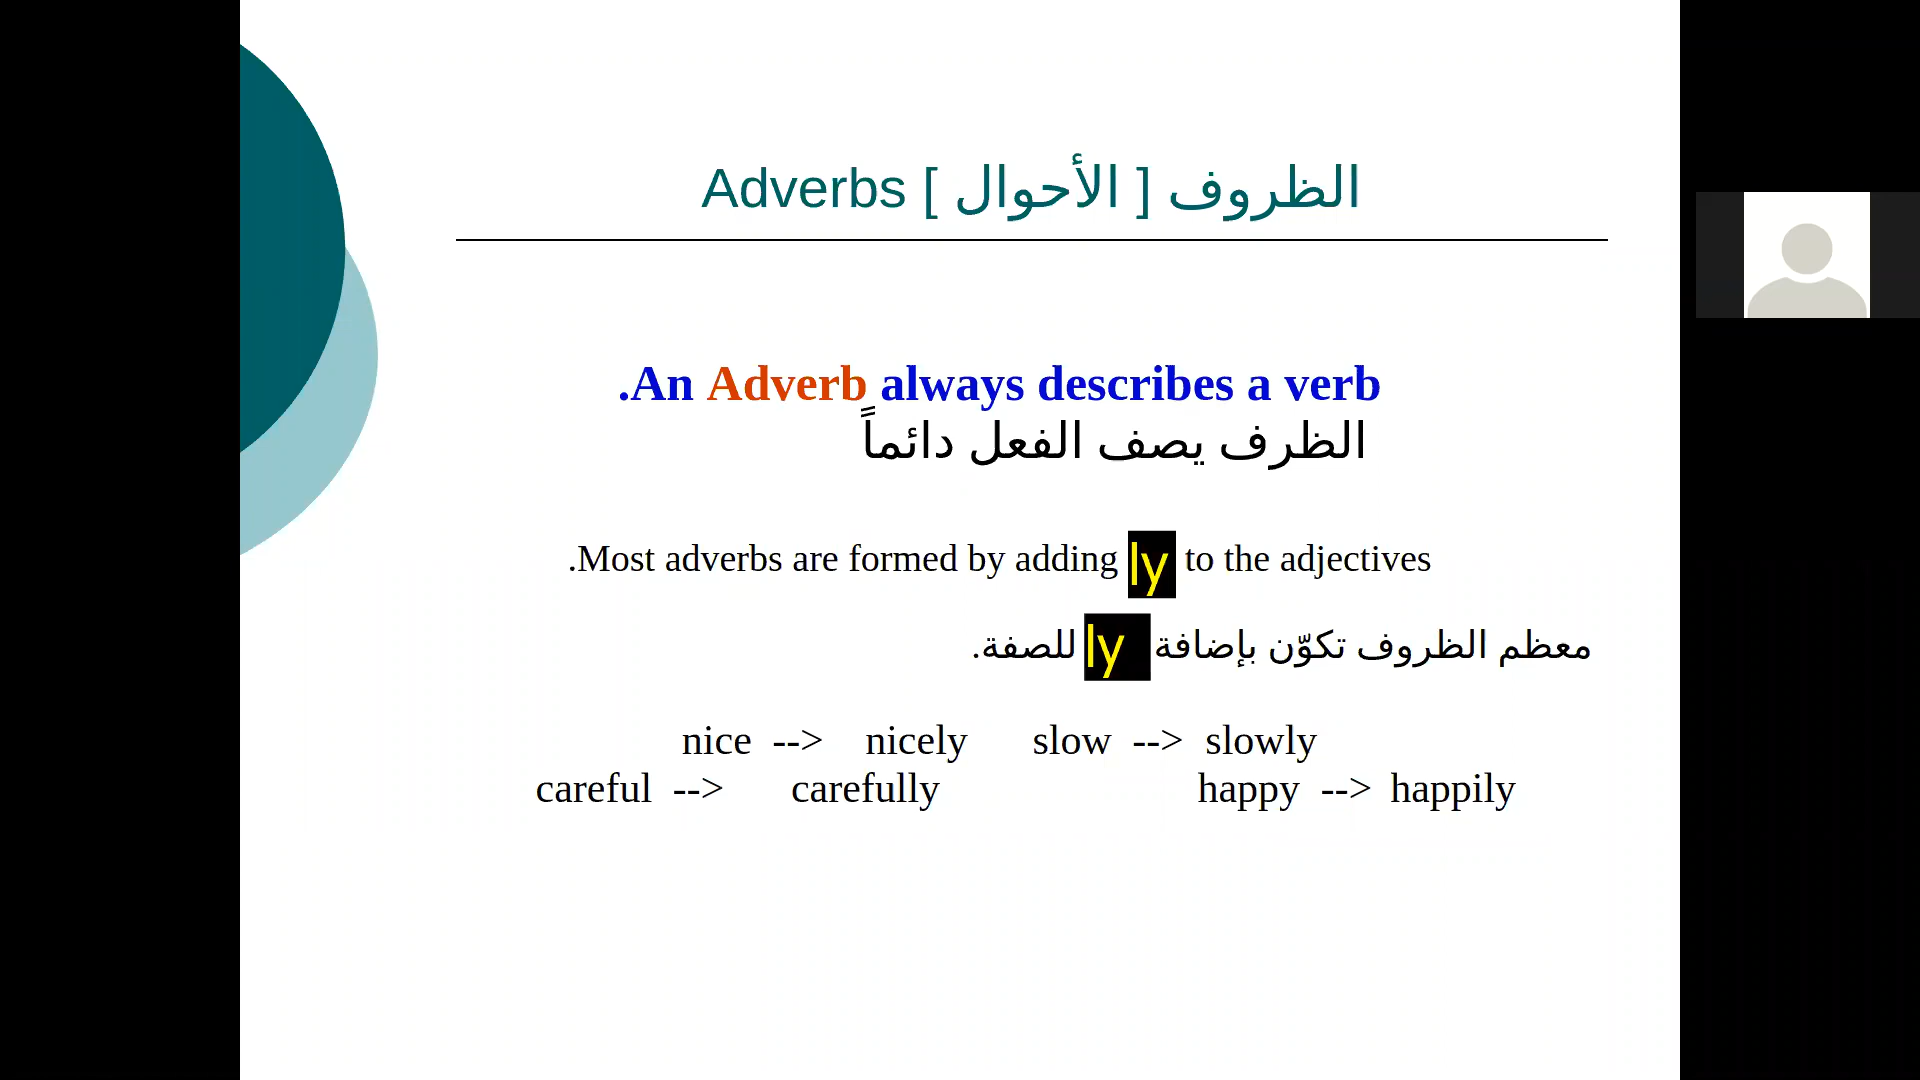 الظروف [ الأحوال ] Adverbs
.An Adverb always describes a verb
الظرف يصف الفعل دائماً
.Most adverbs are formed by adding ly to the adjectives
معظم الظروف تكوّن بإضافة ly للصفة.
nice --> nicely slow --> slowly
careful --> carefully happy --> happily